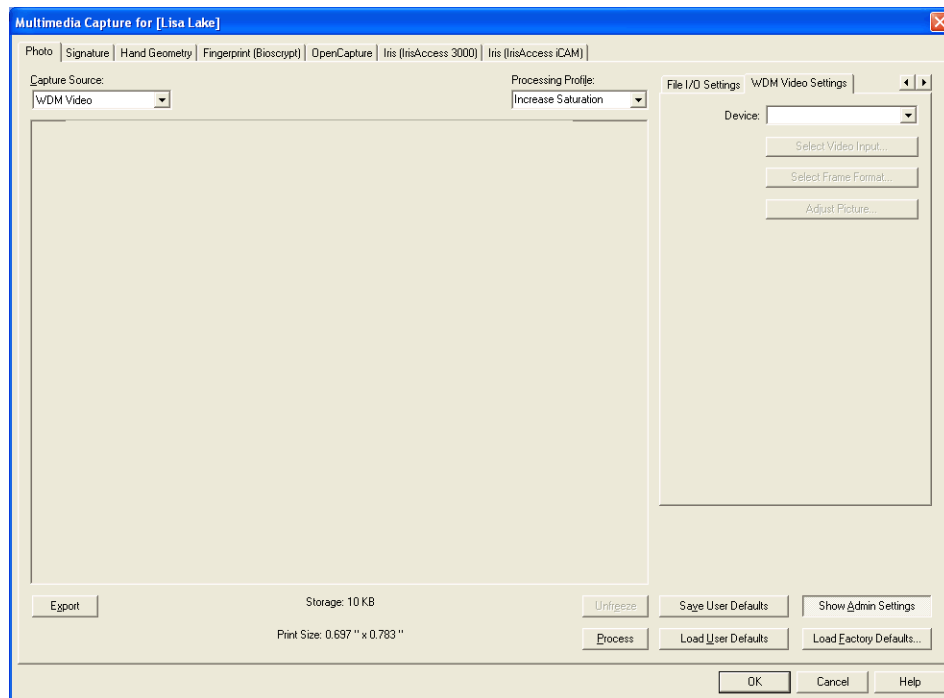 Multimedia Capture for [Lisa Lake]
Photo Signature Hand Geometry Fingerprint (Bioscrypt) OpenCapture Iris (IrisAccess 3000) Iris (IrisAccess iCAM)
Capture Source: Processing Profile:
WDM Video Increase Saturation
File I/O Settings WDM Video Settings
Device:
Select Video Input...
Select Frame Format...
Adjust Picture...
Export Storage: 10 KB Unfreeze Save User Defaults Show Admin Settings
Print Size: 0.697 " x 0.783 " Process Load User Defaults Load Factory Defaults...
OK Cancel Help